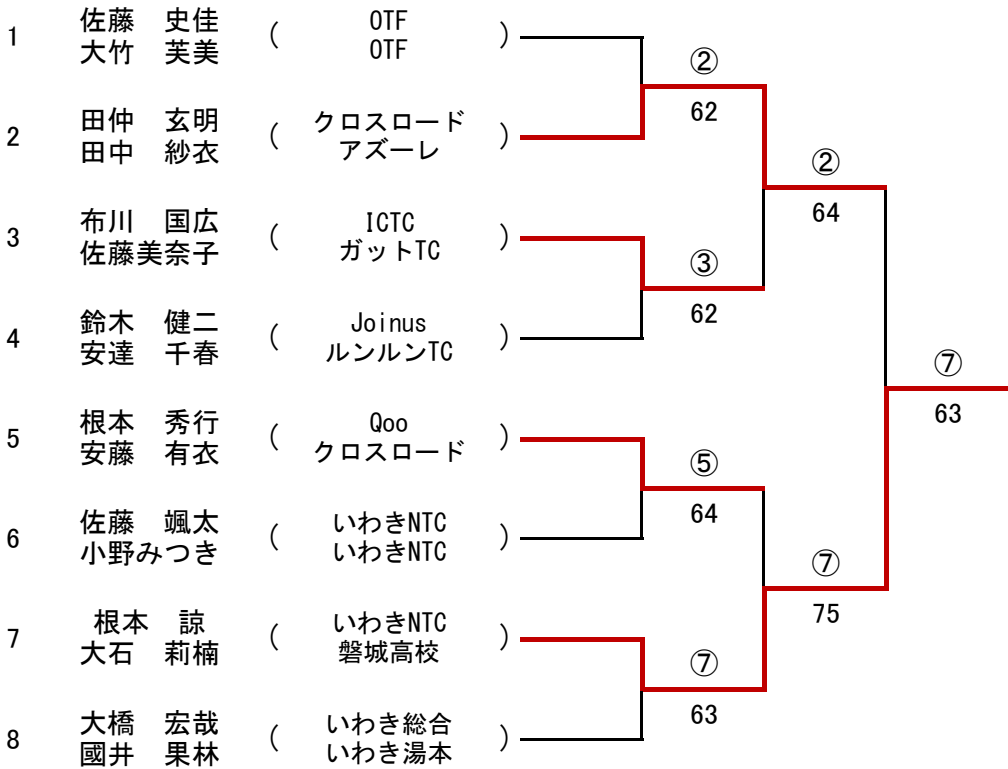 1 佐藤　史佳 ( OTF )
大竹　芙美 OTF
②
62
2 田仲　玄明 ( クロスロード )
田中　紗衣 アズーレ
②
64
3 布川　国広 ( ICTC )
佐藤美奈子 ガットTC
③
62
4 鈴木　健二 ( Joinus )
安達　千春 ルンルンTC
⑦
63
5 根本　秀行 ( Qoo )
安藤　有衣 クロスロード
⑤
64
6 佐藤　颯太 ( いわきNTC )
小野みつき いわきNTC
⑦
75
7 根本　諒 ( いわきNTC )
大石　莉楠 磐城高校
⑦
63
8 大橋　宏哉 ( いわき総合 )
國井　果林 いわき湯本